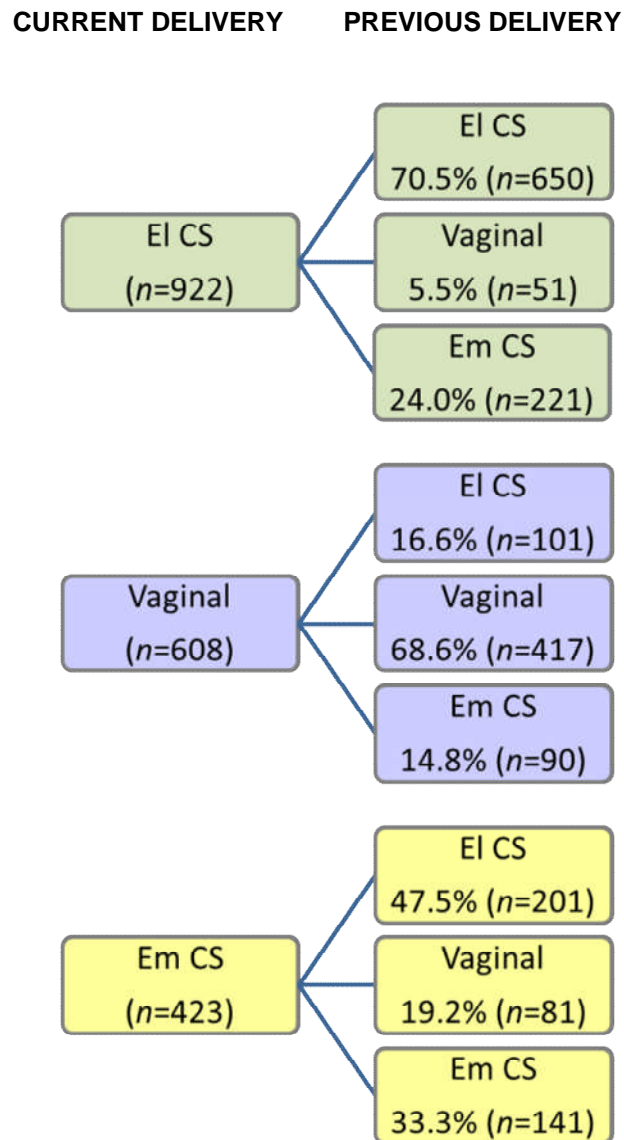 CURRENT DELIVERY PREVIOUS DELIVERY
El CS
(n=922)
El CS
70.5% (n=650)
Vaginal
5.5% (n=51)
Em CS
24.0% (n=221)
Vaginal
(n=608)
El CS
16.6% (n=101)
Vaginal
68.6% (n=417)
Em CS
14.8% (n=90)
Em CS
(n=423)
El CS
47.5% (n=201)
Vaginal
19.2% (n=81)
Em CS
33.3% (n=141)